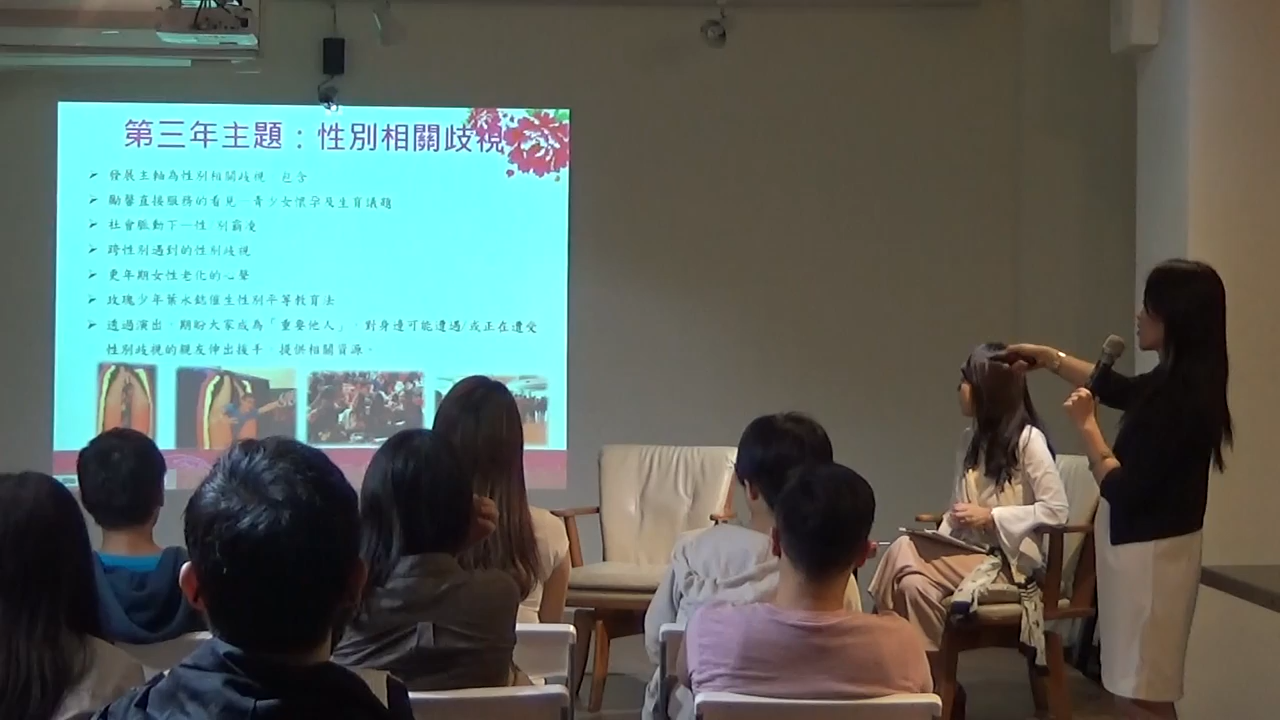 第三年主題：性別相關歧視
發展主軸為性別相關歧視 包含
勵馨直接服務的看見—青少女懷孕及生育議題
社會脈動下—性/別霸凌
跨性別遇到的性別歧視
更年期女性老化的心聲
玫瑰少年葉永鋕催生性別平等教育法
透過演出，期盼大家成為「重要他人」，對身邊可能遭遇/或正在遭受
性別歧視的親友伸出援手，提供相關資源。